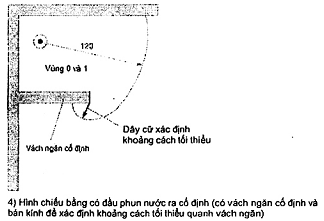 120
Vùng 0 và 1
Dây cữ xác định
khoảng cách tối thiểu
Vách ngăn cố định
4) Hình chiếu bằng có đầu phun nước ra cố định (có vách ngăn cố định và
bán kính để xác định khoảng cách tối thiểu quanh vách ngăn)